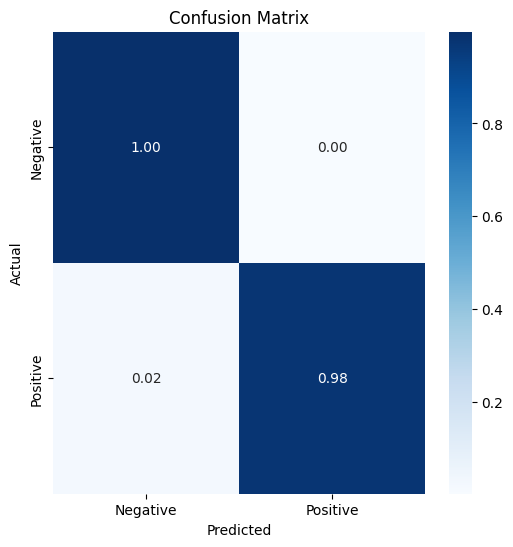 Confusion Matrix
Actual
Negative
1.00
0.00
Positive
0.02
0.98
Negative
Positive
Predicted
0.8
0.6
0.4
0.2